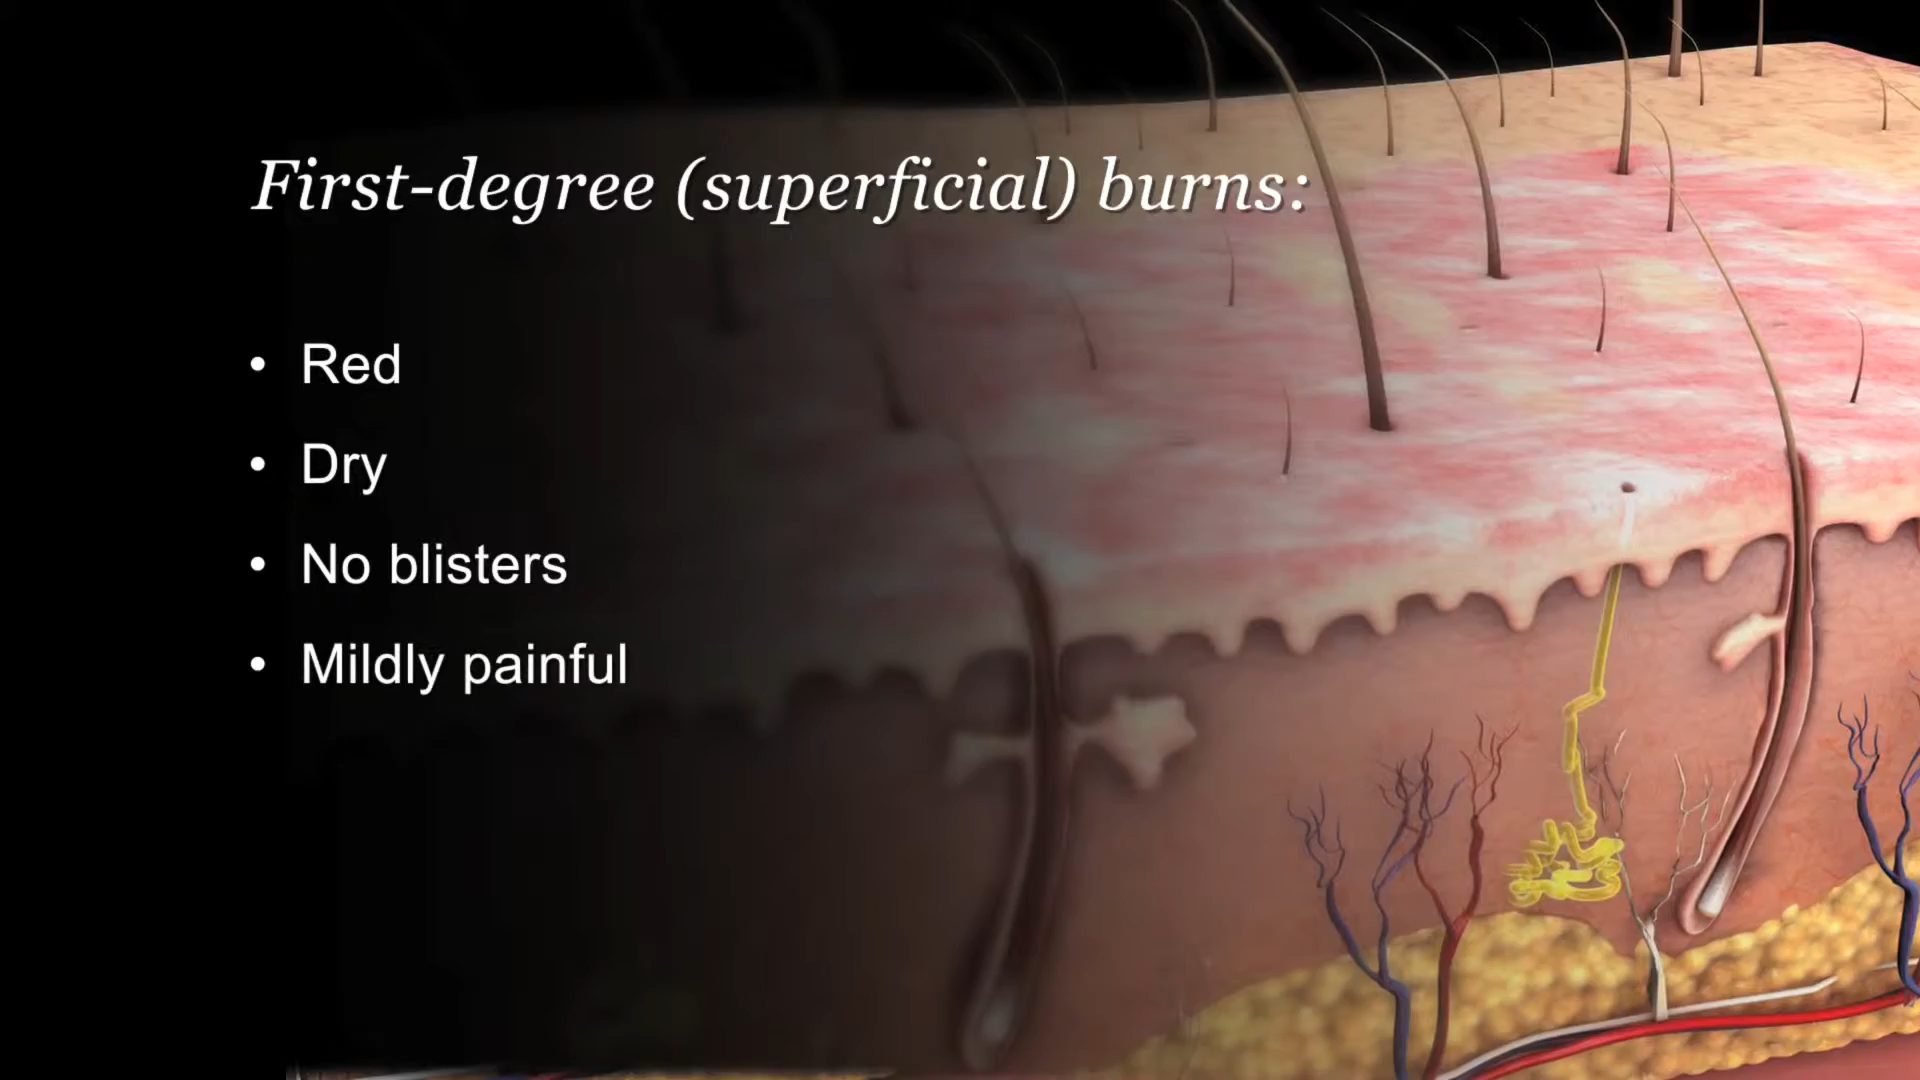 First-degree (superficial) burns:
• Red
• Dry
• No blisters
• Mildly painful